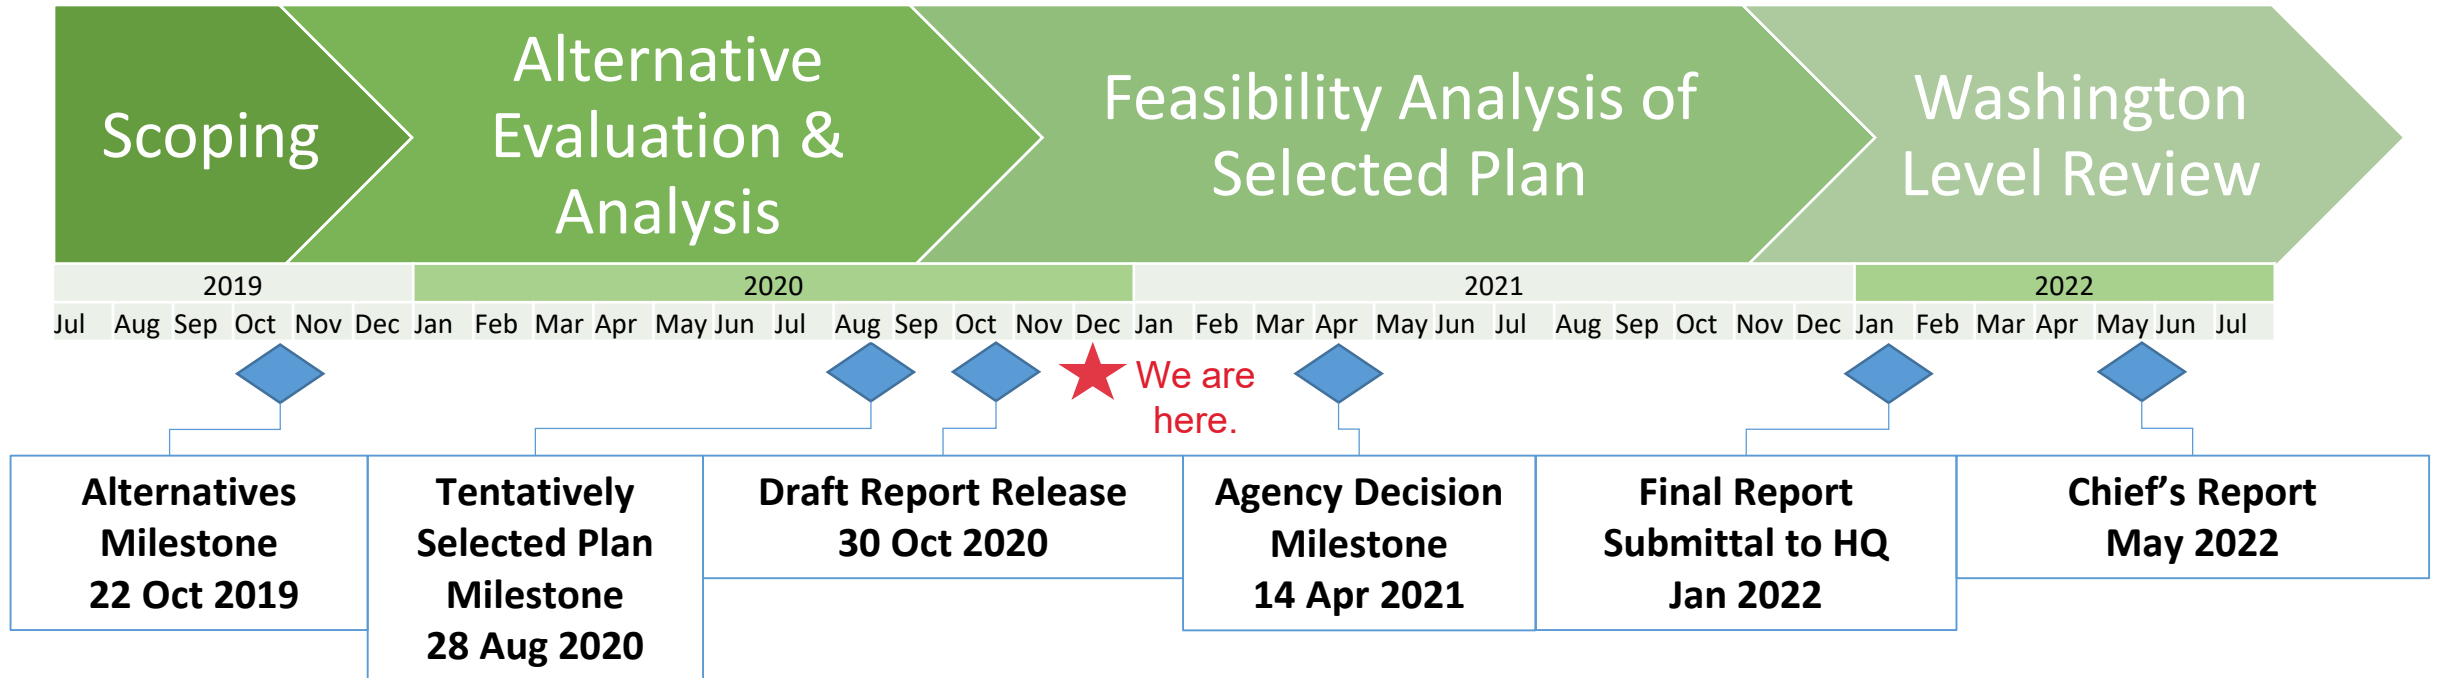 Scoping
Alternative
Evaluation &
Analysis
Feasibility Analysis of
Selected Plan
Washington
Level Review
2019 2020 2021 2022
Jul Aug Sep Oct Nov Dec Jan Feb Mar Apr May Jun Jul Aug Sep Oct Nov Dec Jan Feb Mar Apr May Jun Jul Aug Sep Oct Nov Dec Jan Feb Mar Apr May Jun Jul
We are
here.
Alternatives
Milestone
22 Oct 2019
Tentatively
Selected Plan
Milestone
28 Aug 2020
Draft Report Release
30 Oct 2020
Agency Decision
Milestone
14 Apr 2021
Final Report
Submittal to HQ
Jan 2022
Chief’s Report
May 2022